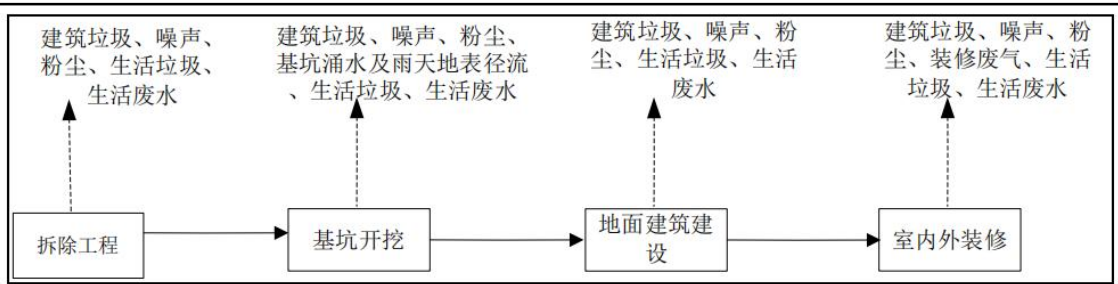 建筑垃圾、噪声、
粉尘、生活垃圾、
生活废水
建筑垃圾、噪声、粉尘、
基坑涌水及雨天地表径流
、生活垃圾、生活废水
建筑垃圾、噪声、粉
尘、生活垃圾、生活
废水
建筑垃圾、噪声、粉
尘、装修废气、生活
垃圾、生活废水
拆除工程
基坑开挖
地面建筑建
设
室内外装修